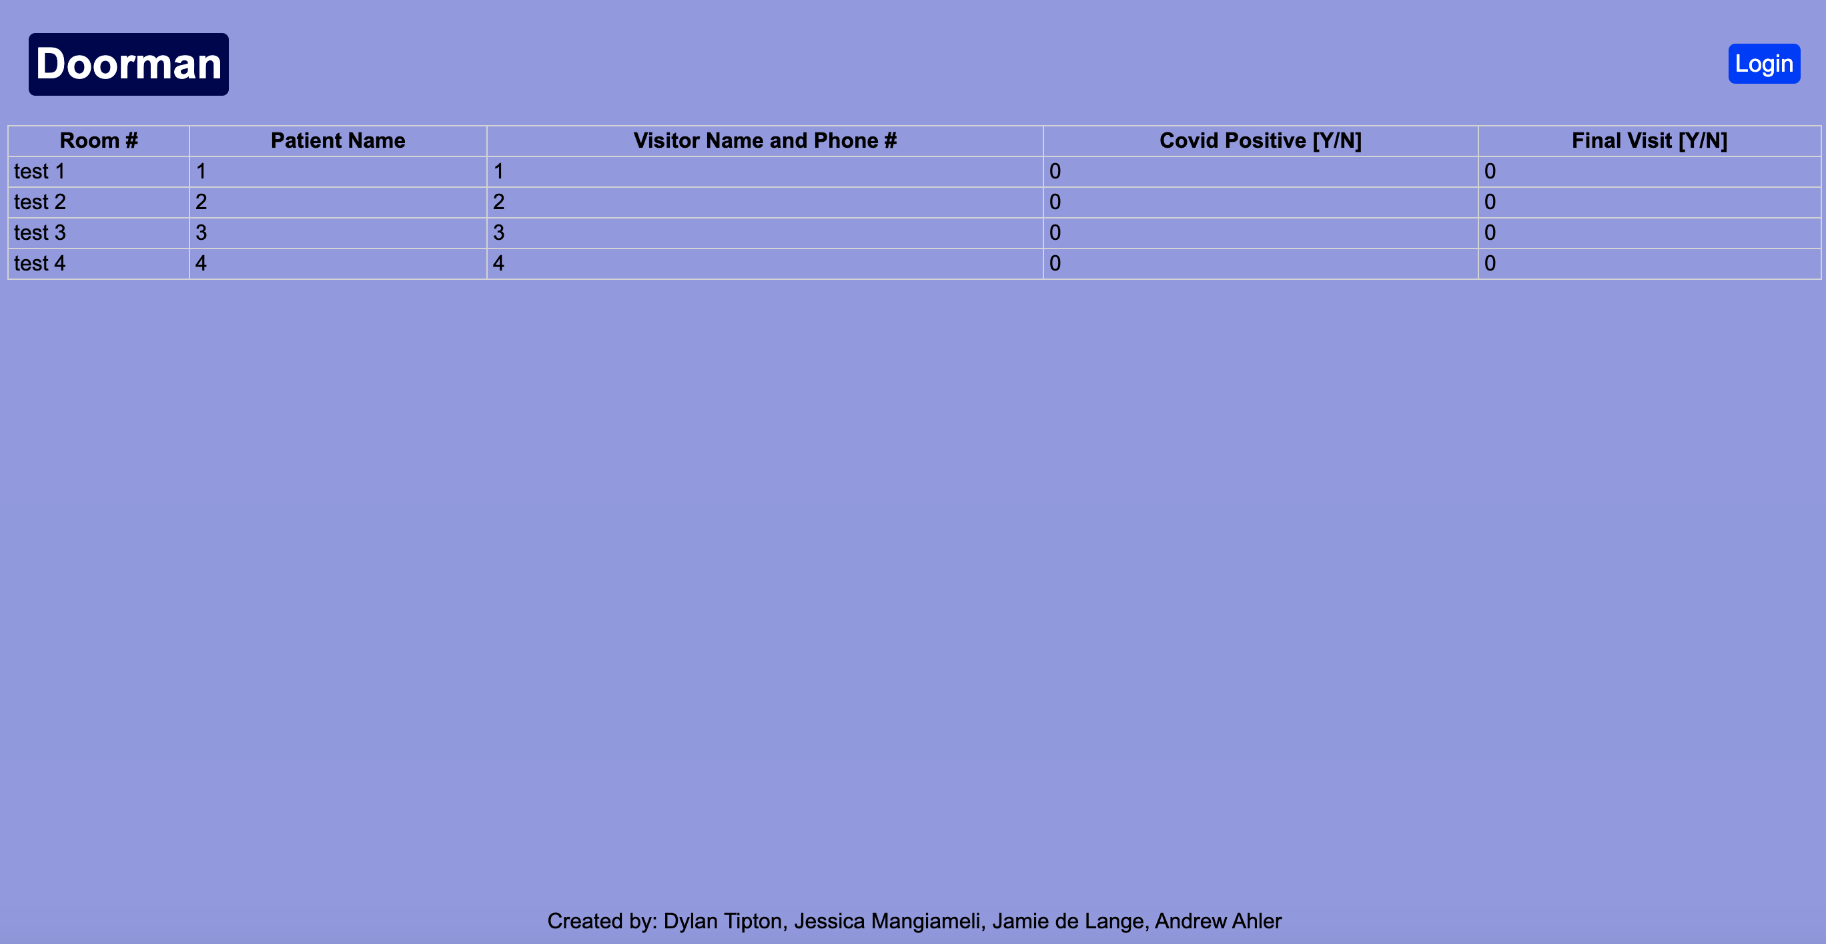 Doorman
Login
Room # Patient Name Visitor Name and Phone # Covid Positive [Y/N] Final Visit [Y/N]
test 1 1 1 0 0
test 2 2 2 0 0
test 3 3 3 0 0
test 4 4 4 0 0
Created by: Dylan Tipton, Jessica Mangiameli, Jamie de Lange, Andrew Ahler